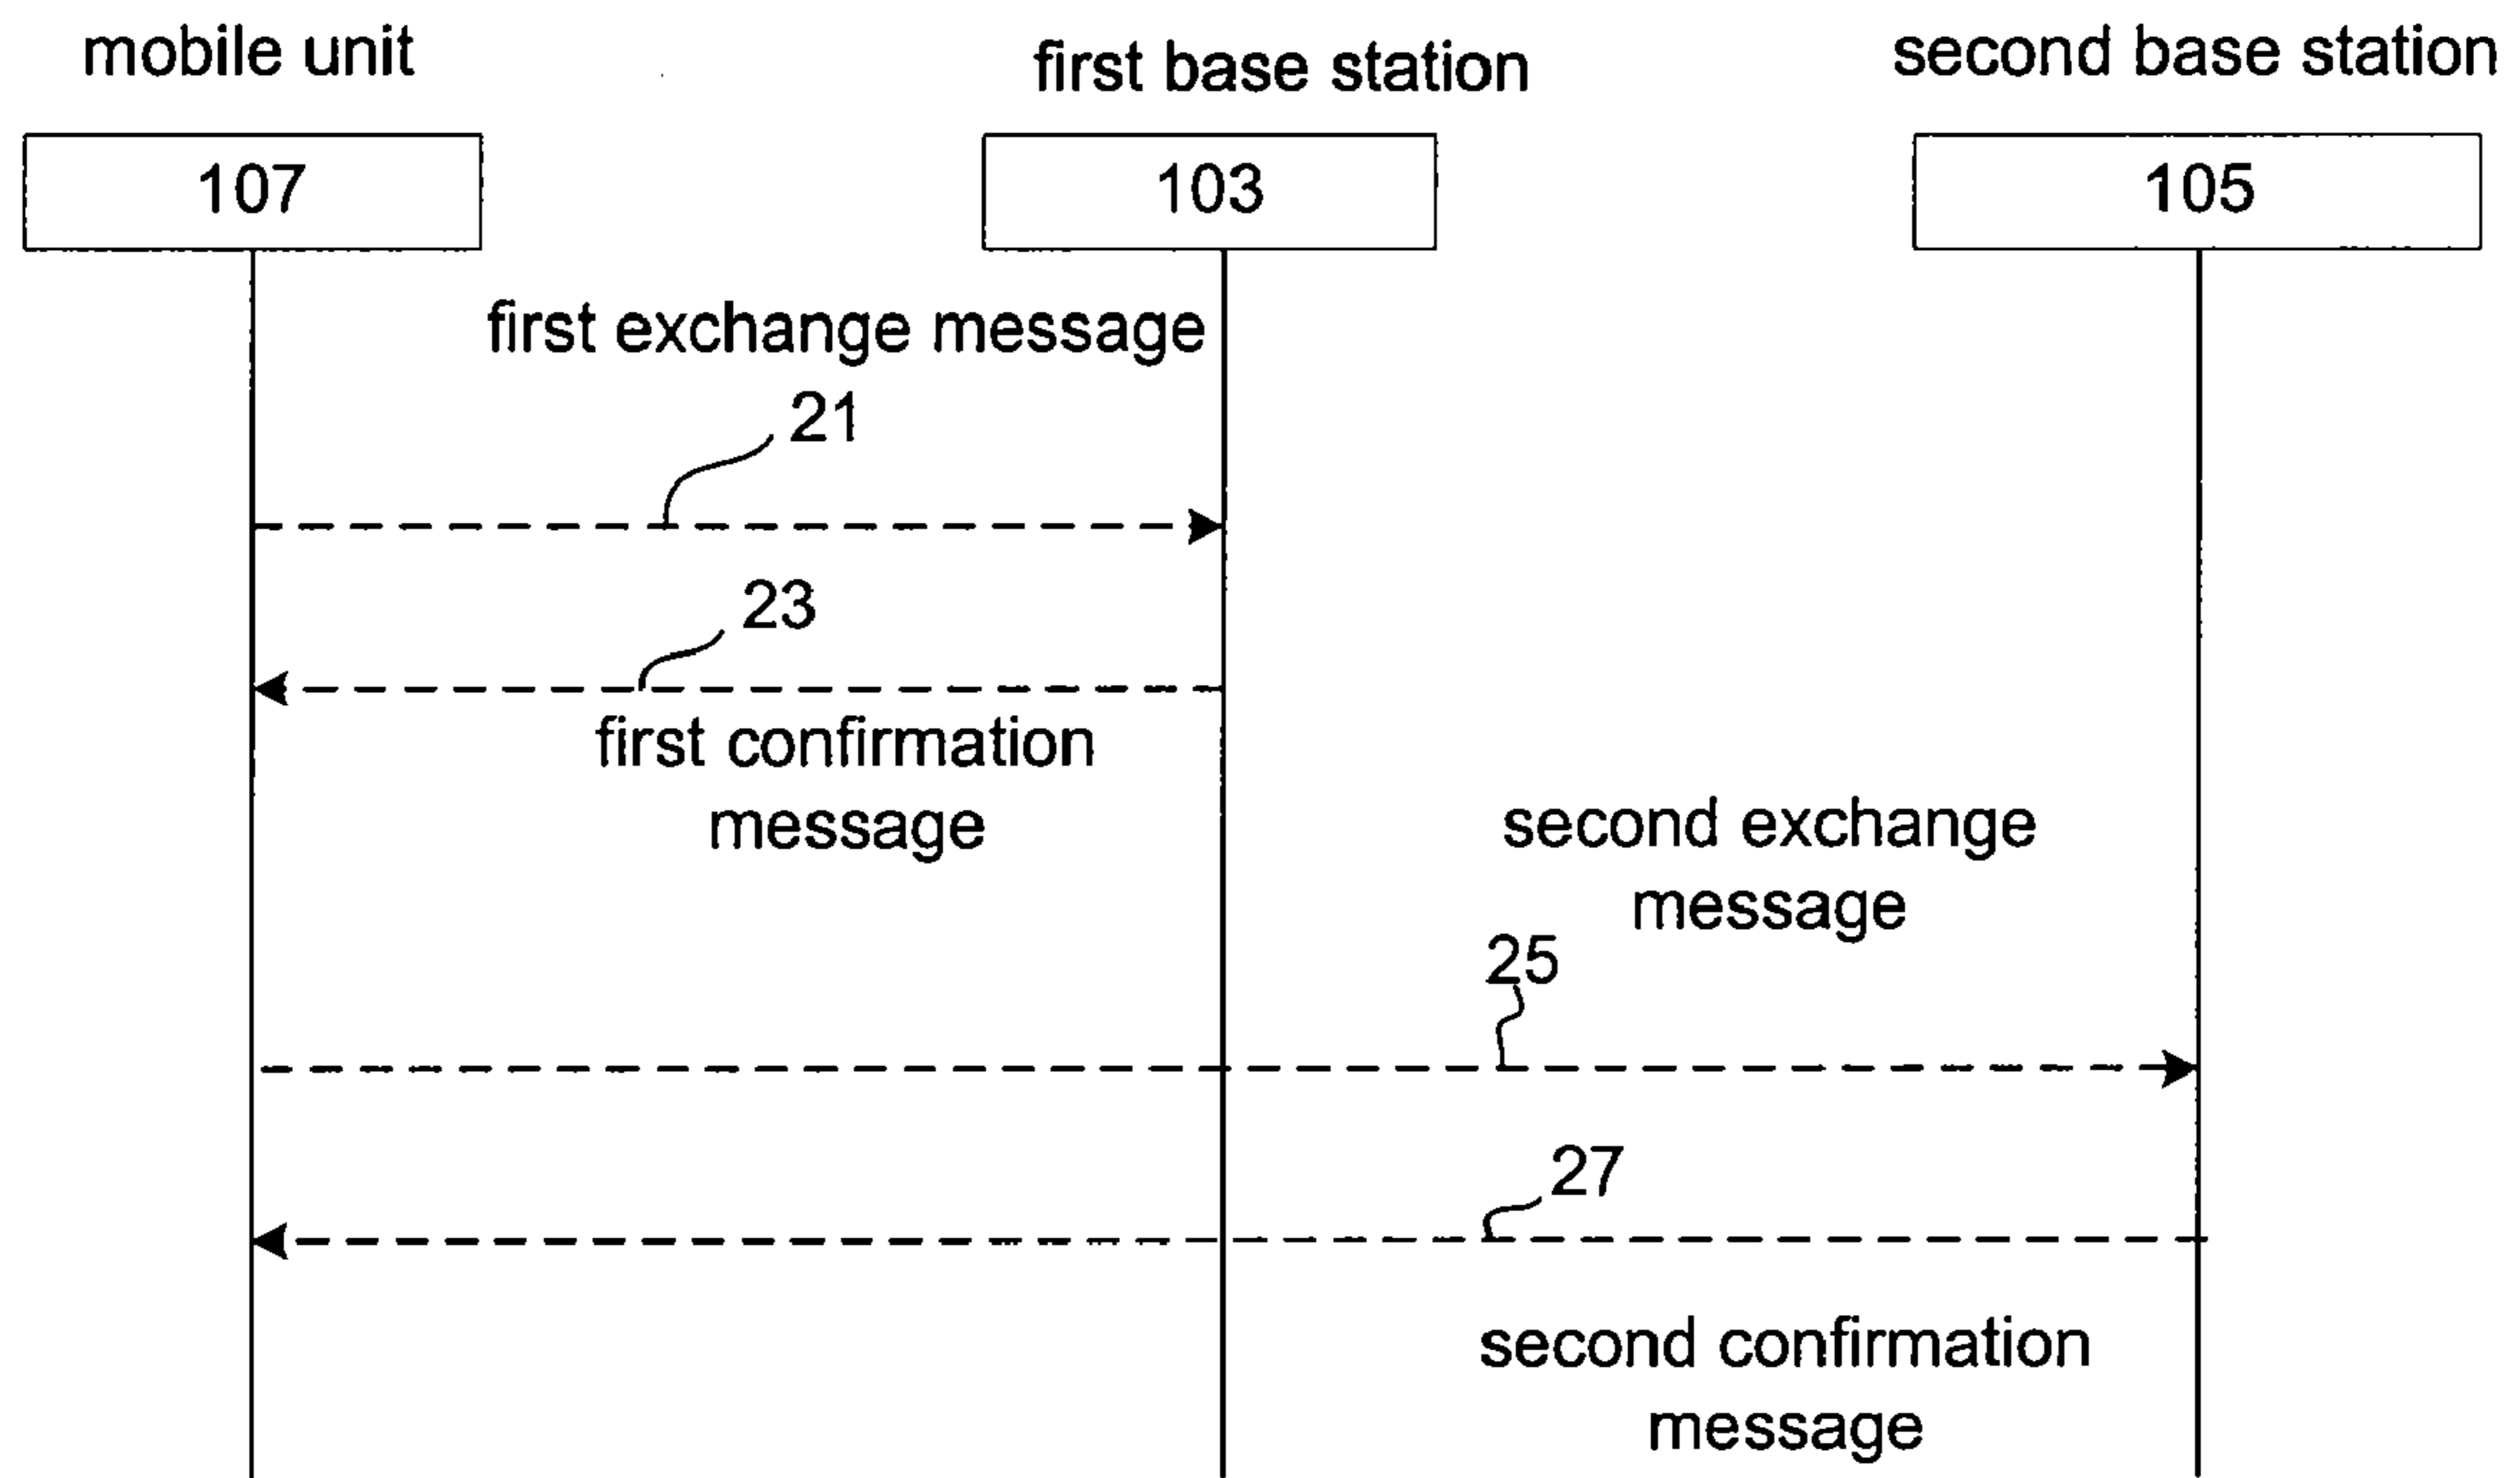 mobile unit
first base station
second base station
107
103
105
first exchange message
21
23
first confirmation
message
second exchange
message
25
27
second confirmation
message